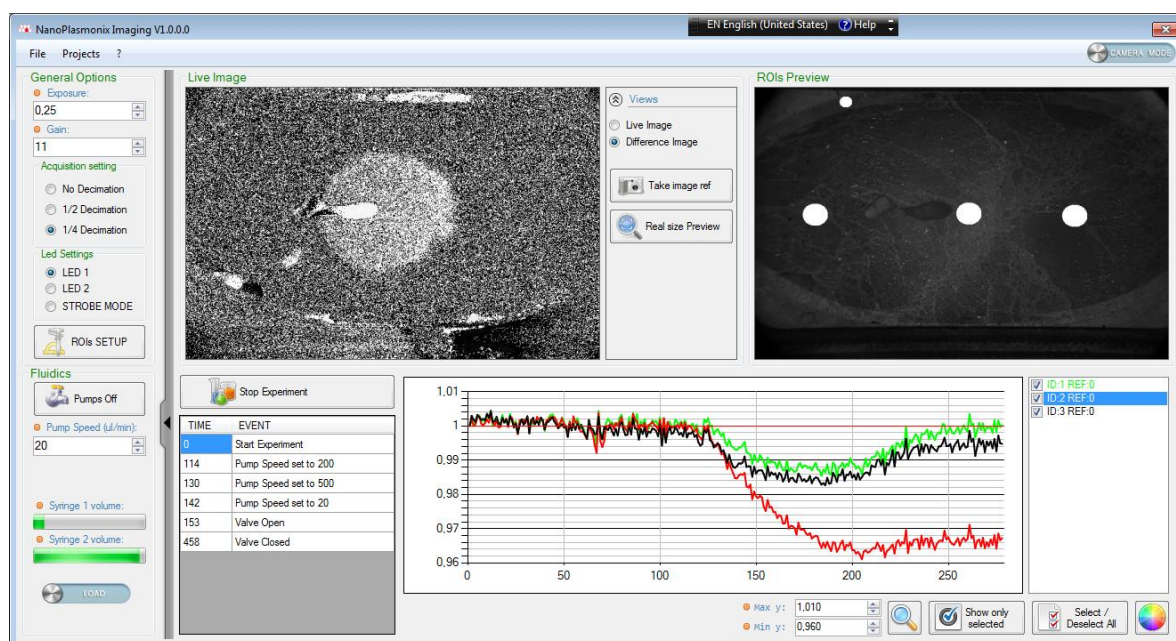 NanoPlasmonix Imaging V1.0.0.0
EN English (United States) ? Help
File Projects ?
CAMERA MODE
General Options
Exposure:
0,25
Gain:
11
Acquisition setting
No Decimation
1/2 Decimation
1/4 Decimation
Led Settings
LED 1
LED 2
STROBE MODE
ROIs SETUP
Fluidics
Pumps Off
Pump Speed (ul/min):
20
Syringe 1 volume:
Syringe 2 volume:
LOAD
Live Image
Views
Live Image
Difference Image
Take image ref
Real size Preview
ROIs Preview
Stop Experiment
TIME EVENT
0 Start Experiment
114 Pump Speed set to 200
130 Pump Speed set to 500
142 Pump Speed set to 20
153 Valve Open
458 Valve Closed
1,01
1
0,99
0,98
0,97
0,96
0 50 100 150 200 250
ID:1 REF:0
ID:2 REF:0
ID:3 REF:0
Max y: 1,010
Min y: 0,960
Show only
selected
Select /
Deselect All